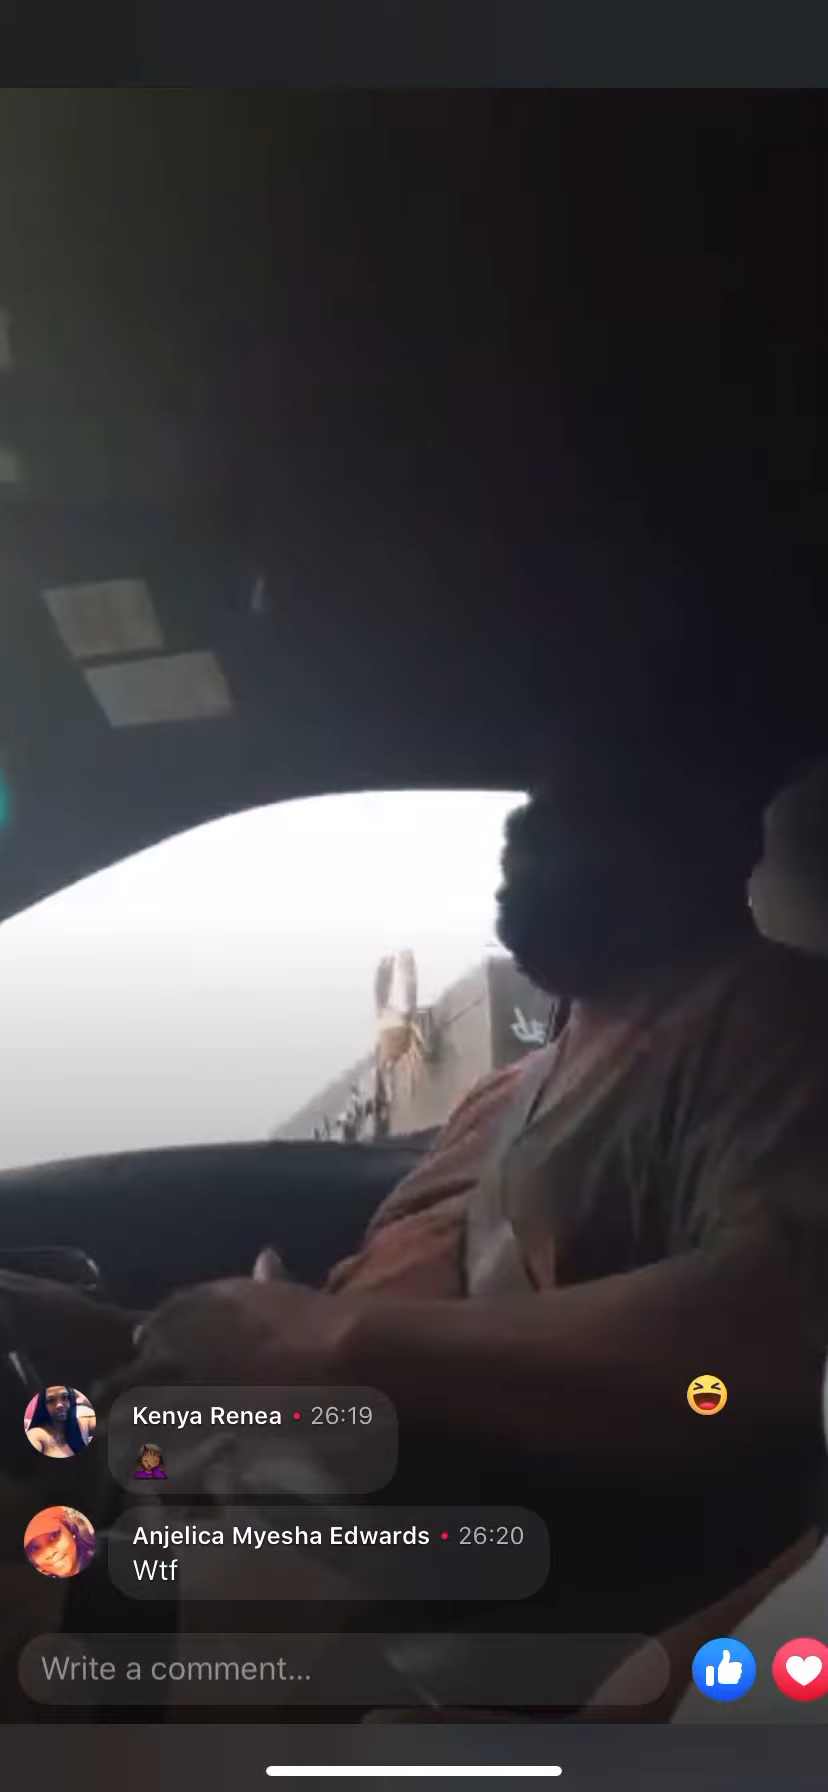 Kenya Renea • 26:19
🤦🏾‍♀️
Anjelica Myesha Edwards • 26:20
Wtf
Write a comment...